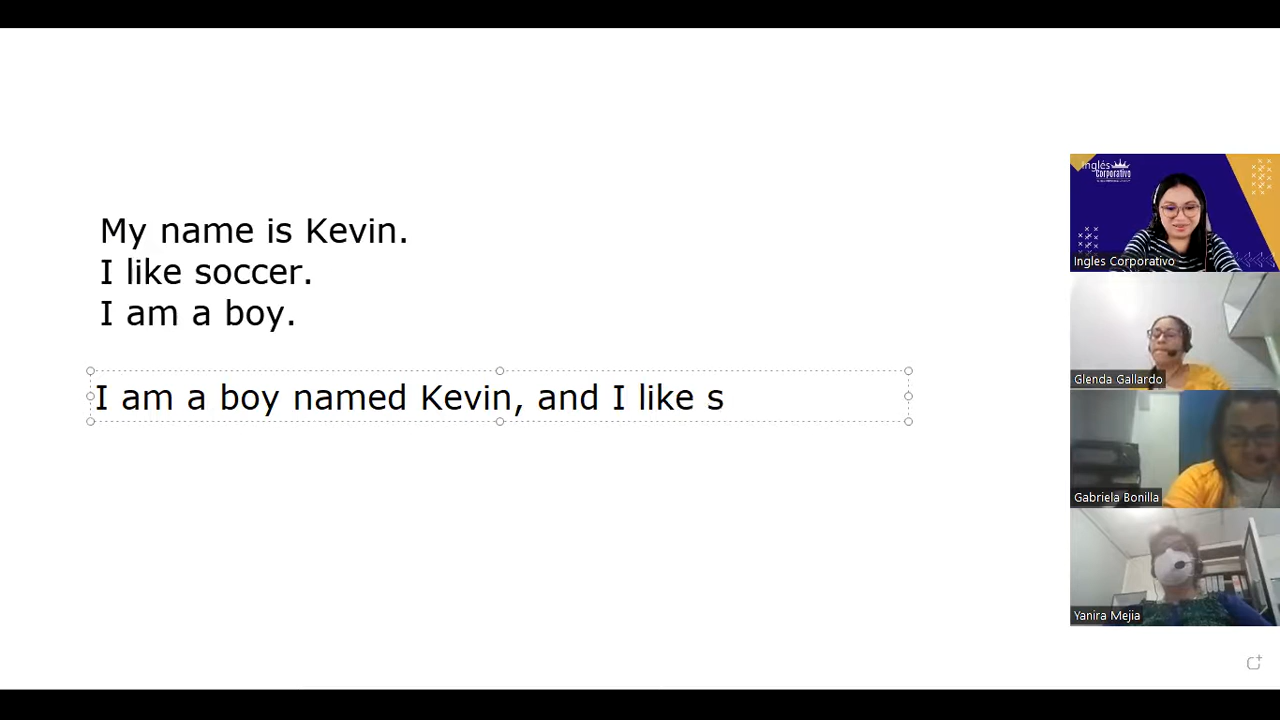 My name is Kevin.
I like soccer.
I am a boy.
I am a boy named Kevin, and I like s
Inglés
corporativo
Ingles Corporativo
Glenda Gallardo
Gabriela Bonilla
Yanira Mejia